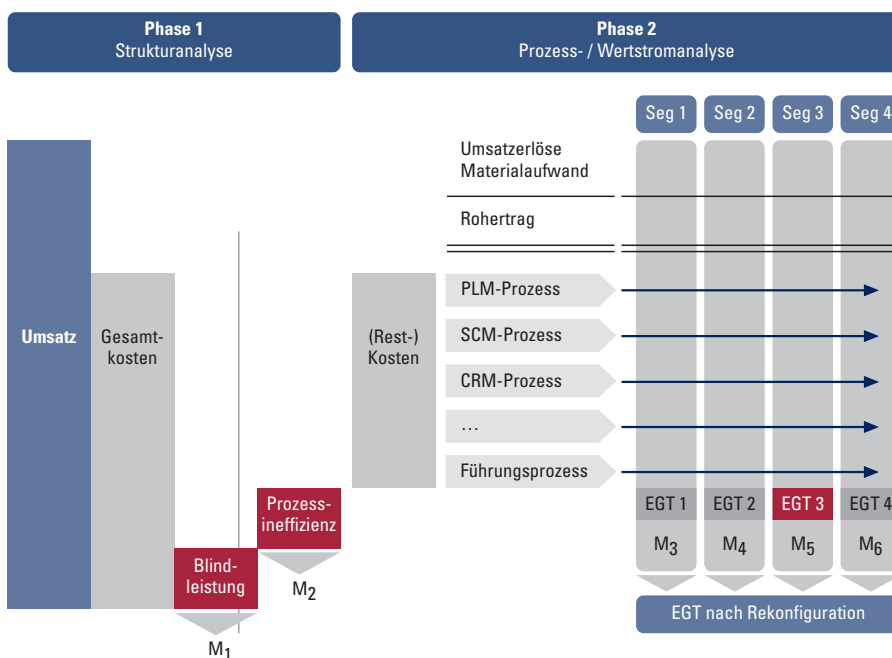 Phase 1
Strukturanalyse
Phase 2
Prozess- / Wertstromanalyse
Seg 1
Seg 2
Seg 3
Seg 4
Umsatzerlöse
Materialaufwand
Rohertrag
Umsatz
Gesamt-
kosten
(Rest-)
Kosten
PLM-Prozess
SCM-Prozess
CRM-Prozess
…
Führungsprozess
Prozess-
ineffizienz
Blind-
leistung
M1
M2
EGT 1
EGT 2
EGT 3
EGT 4
M3
M4
M5
M6
EGT nach Rekonfiguration